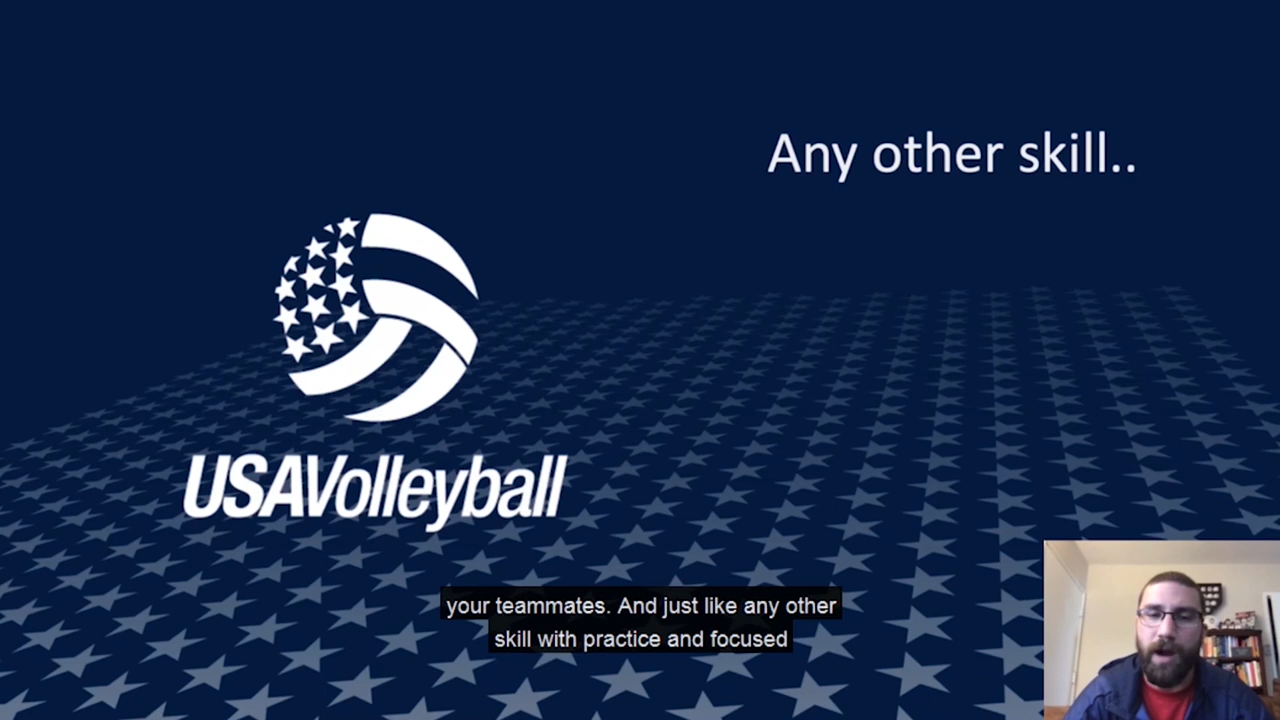 Any other skill..
USAVolleyball
your teammates. And just like any other
skill with practice and focused